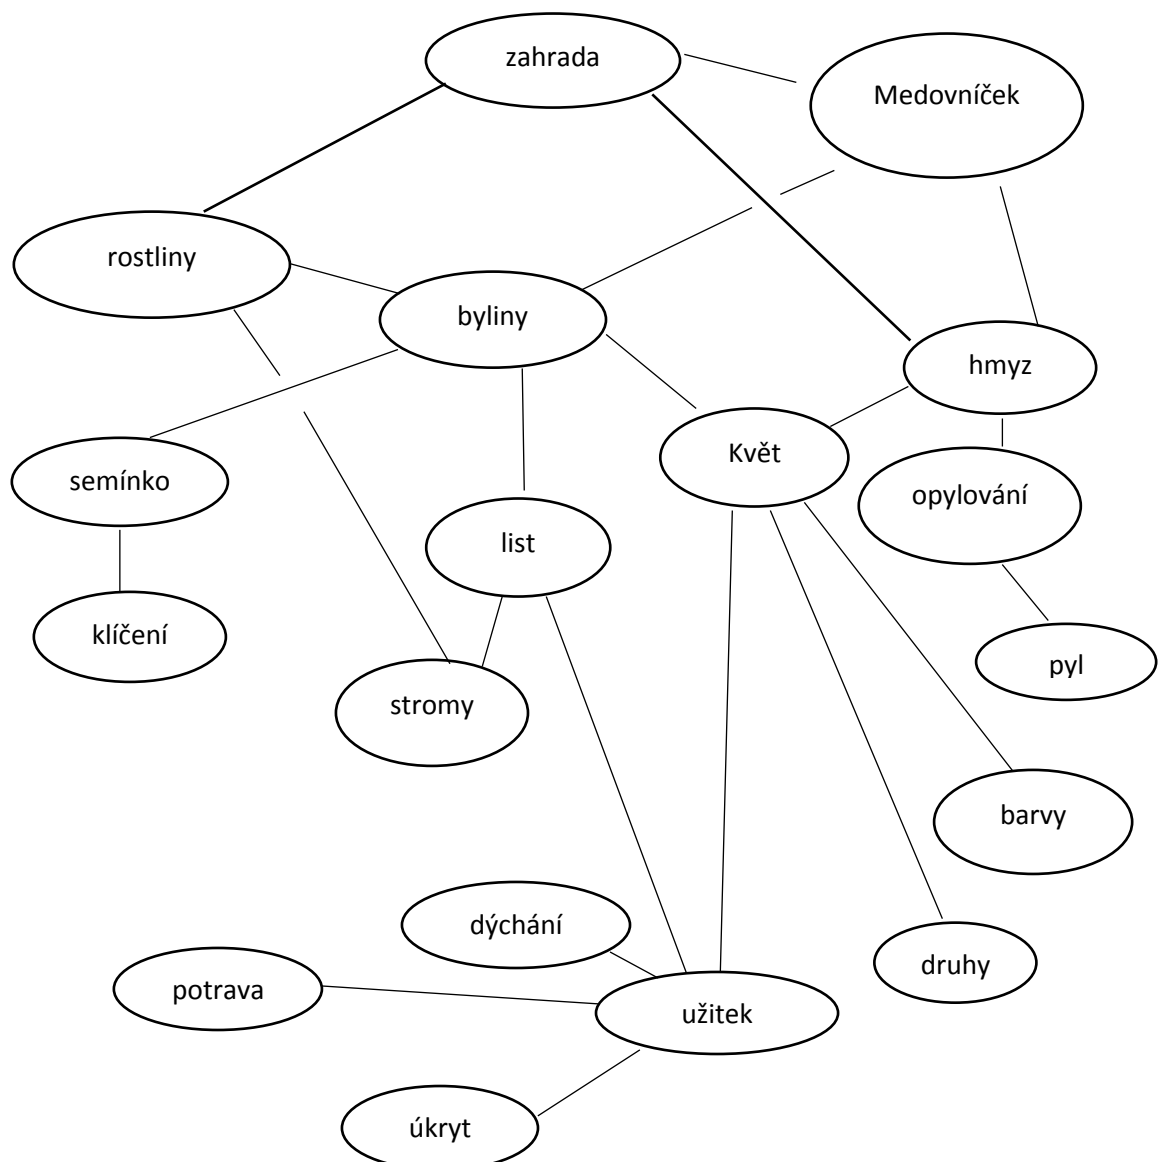 zahrada
Medovníček
rostliny
byliny
hmyz
Květ
semínko
opylování
list
klíčení
pyl
stromy
barvy
dýchání
druhy
potrava
užitek
úkryt